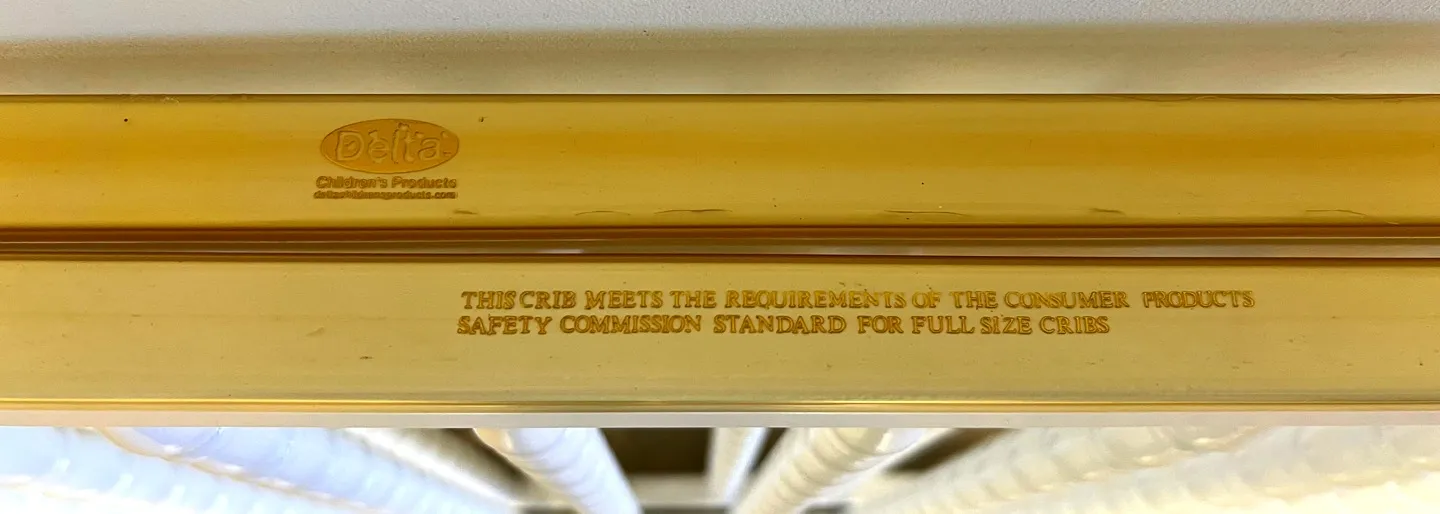 Delta
Children's Products
deltachildrensproducts.com
THIS CRIB MEETS THE REQUIREMENTS OF THE CONSUMER PRODUCTS
SAFETY COMMISSION STANDARD FOR FULL SIZE CRIBS